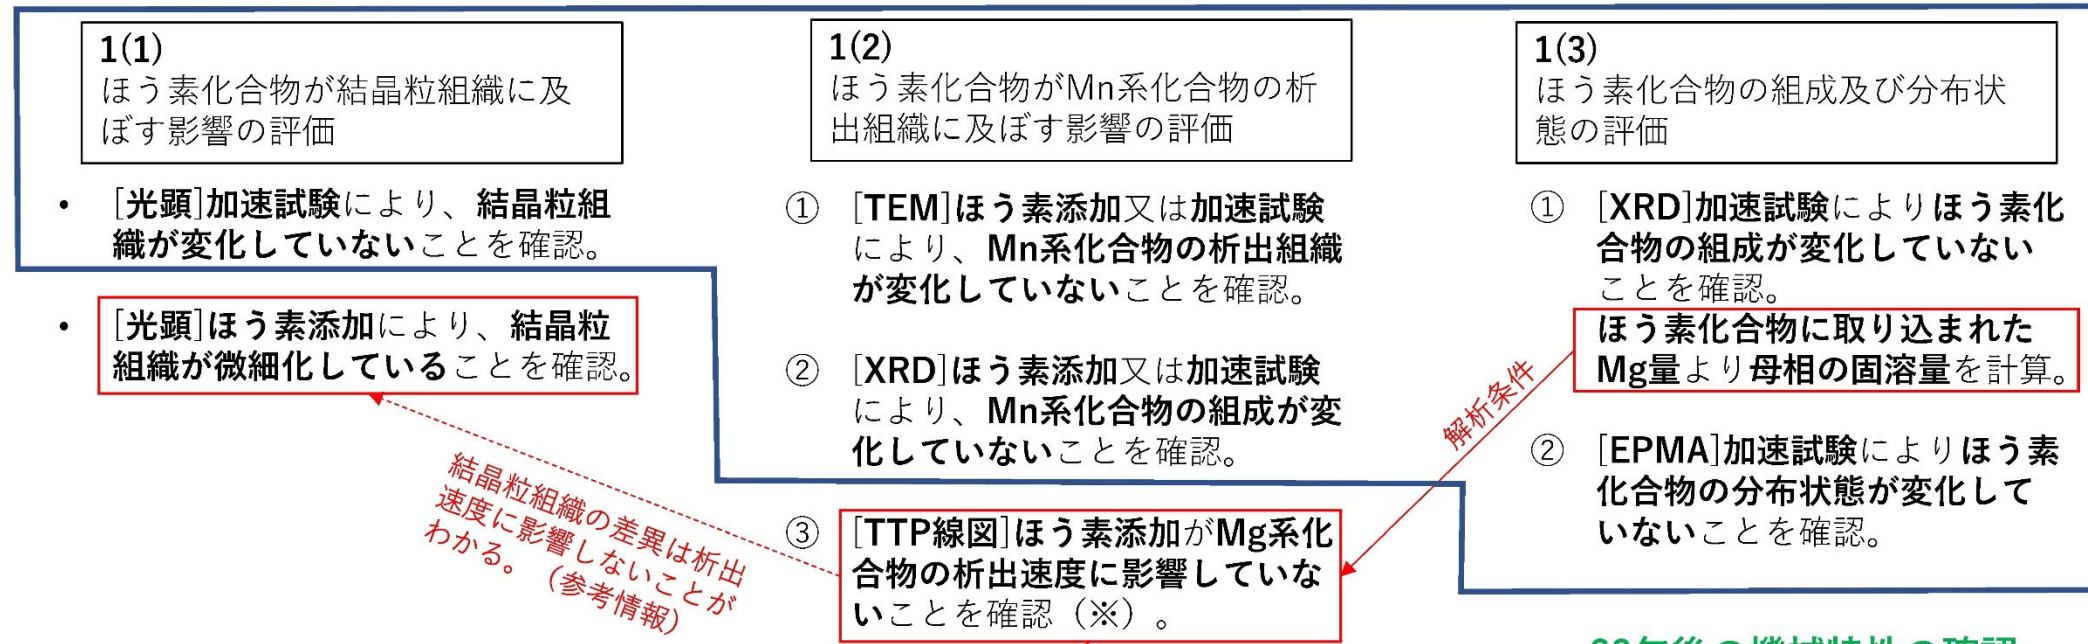 1(1)
ほう素化合物が結晶粒組織に及
ぼす影響の評価
• [光顕]加速試験により、結晶粒組
織が変化していないことを確認。
• [光顕]ほう素添加により、結晶粒
組織が微細化していることを確認。
結晶粒組織の差異は析出
速度に影響しないことが
わかる。（参考情報）
1(2)
ほう素化合物がMn系化合物の析
出組織に及ぼす影響の評価
① [TEM]ほう素添加又は加速試験
により、Mn系化合物の析出組織
が変化していないことを確認。
② [XRD]ほう素添加又は加速試験
により、Mn系化合物の組成が変
化していないことを確認。
③ [TTP線図]ほう素添加がMg系化
合物の析出速度に影響していな
いことを確認（※）。
1(3)
ほう素化合物の組成及び分布状
態の評価
① [XRD]加速試験によりほう素化
合物の組成が変化していない
ことを確認。
ほう素化合物に取り込まれた
Mg量より母相の固溶量を計算。
解析条件
② [EPMA]加速試験によりほう素
化合物の分布状態が変化して
いないことを確認。